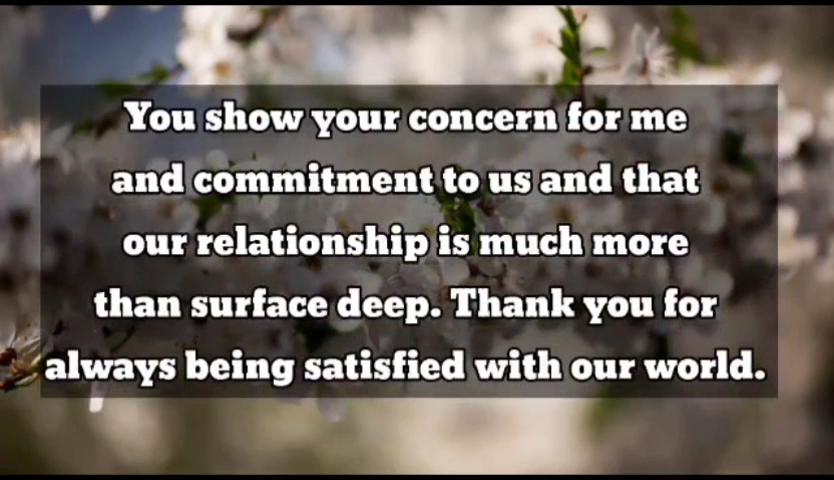 You show your concern for me
and commitment to us and that
our relationship is much more
than surface deep. Thank you for
always being satisfied with our world.